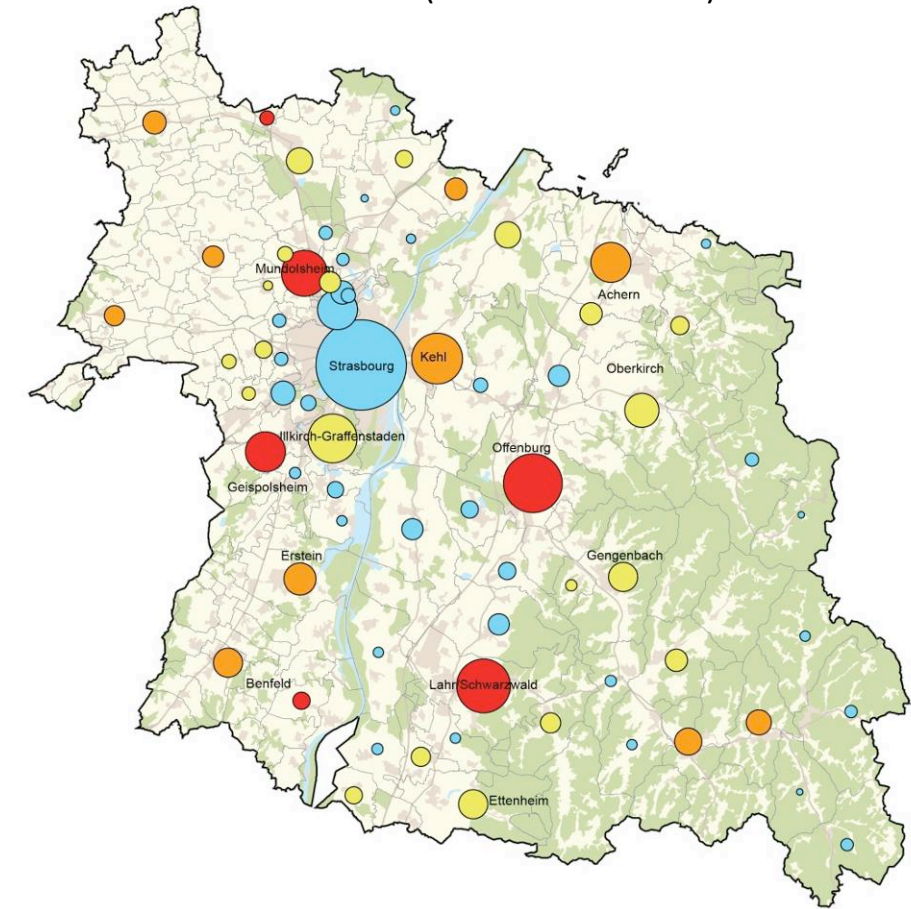 Mundolsheim
Achern
Strasbourg
Kehl
Oberkirch
Illkirch-Graffenstaden
Offenburg
Geispolsheim
Erstein
Gengenbach
Benfeld
Lahr/Schwarzwald
Ettenheim